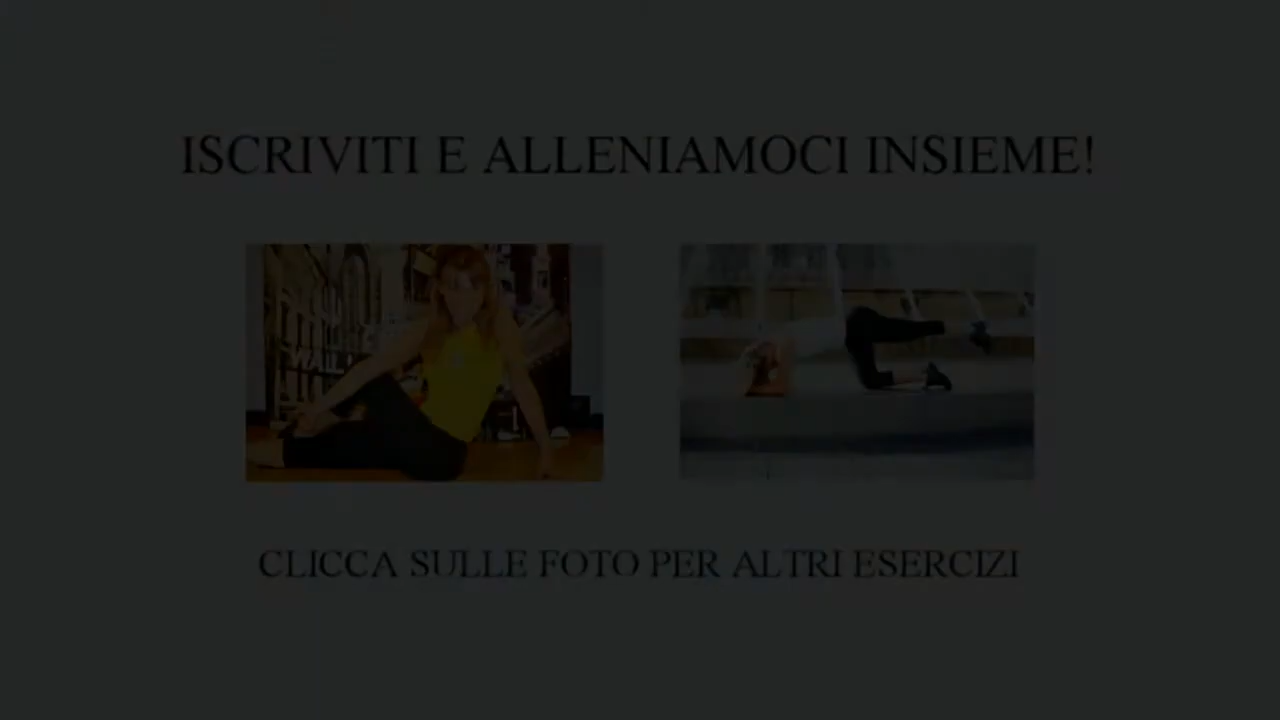 ISCRIVITI E ALLENIAMOCI INSIEME!
CLICCA SULLE FOTO PER ALTRI ESERCIZI